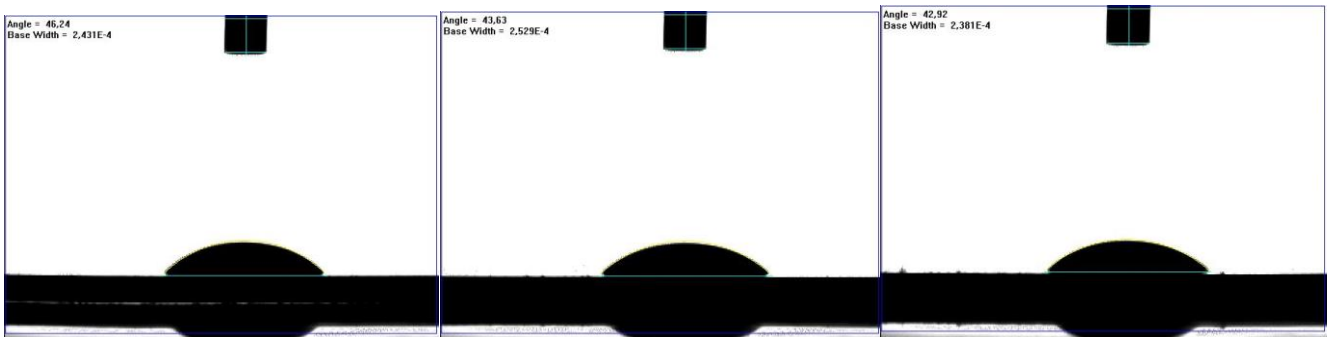 Angle = 46,24
Base Width = 2,431E-4
Angle = 43,63
Base Width = 2,529E-4
Angle = 42,92
Base Width = 2,381E-4